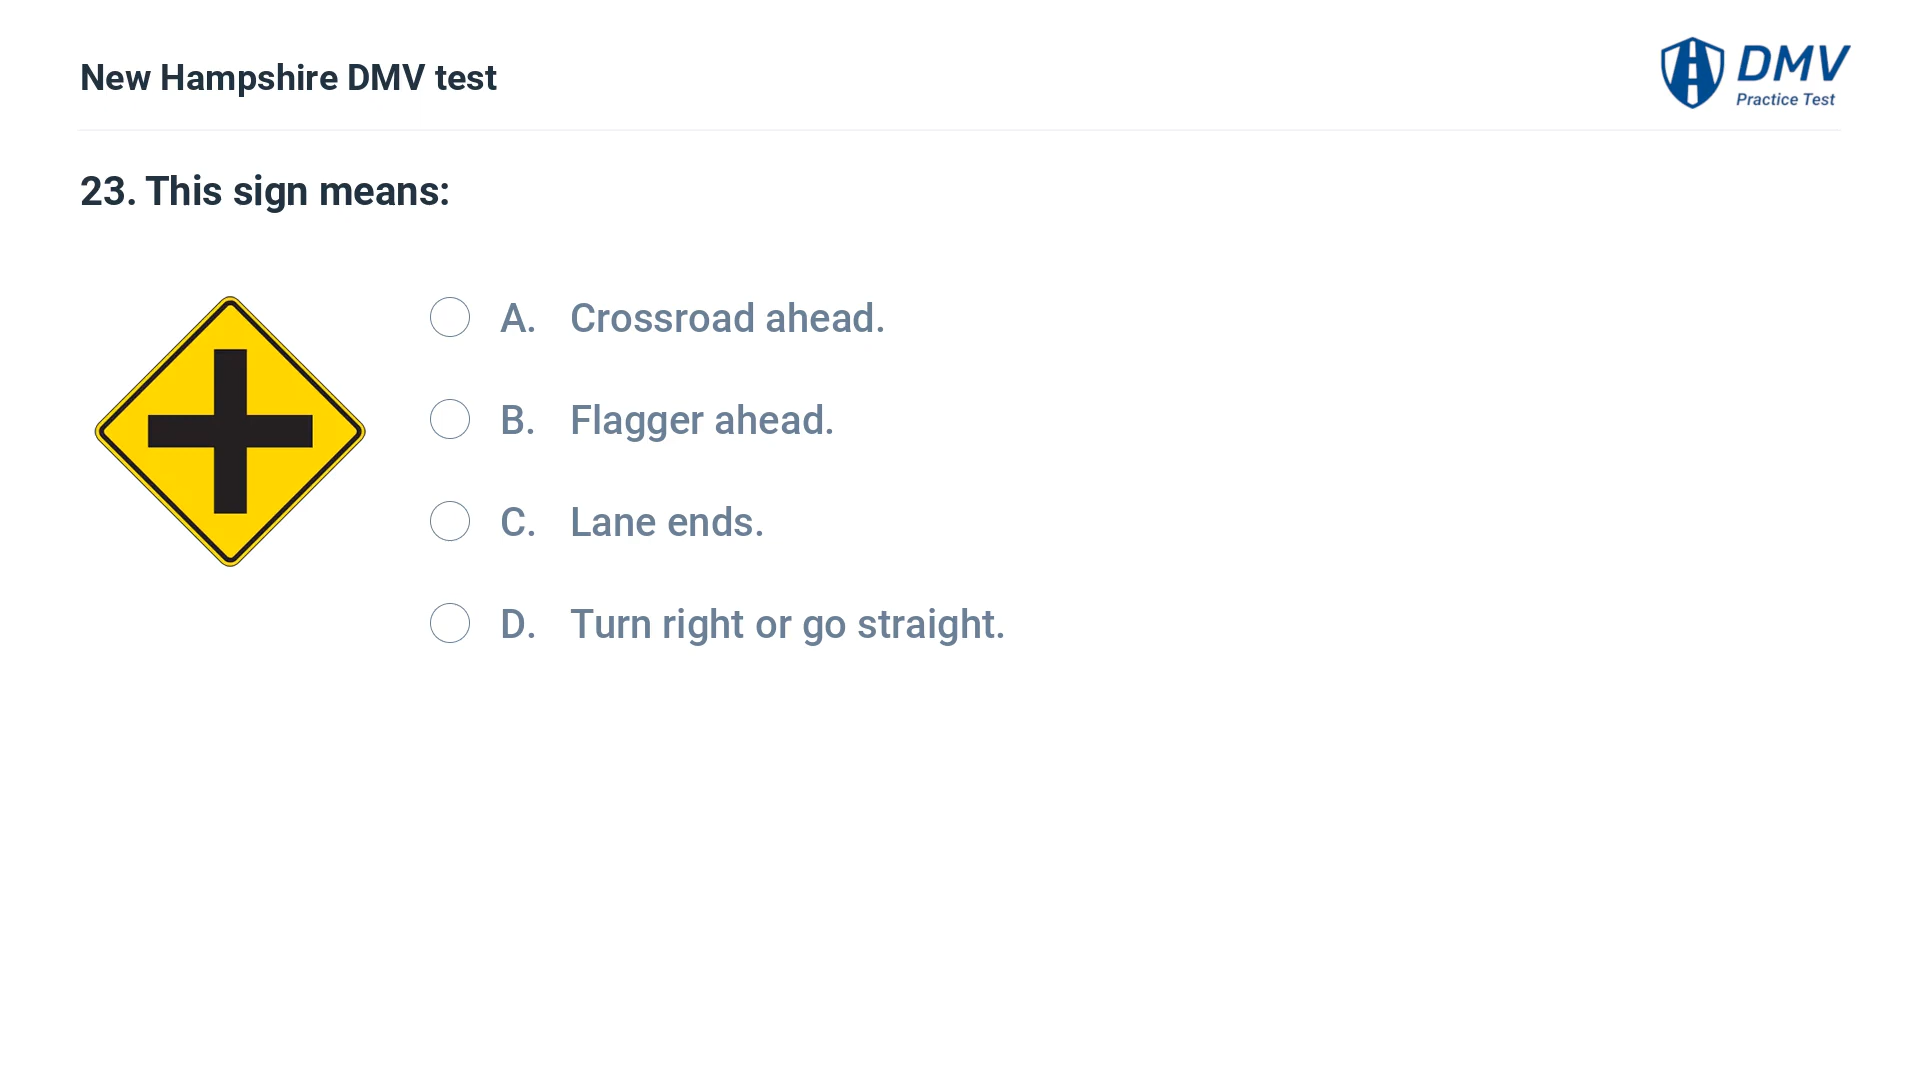 New Hampshire DMV test
DMV
Practice Test
23. This sign means:
A. Crossroad ahead.
B. Flagger ahead.
C. Lane ends.
D. Turn right or go straight.